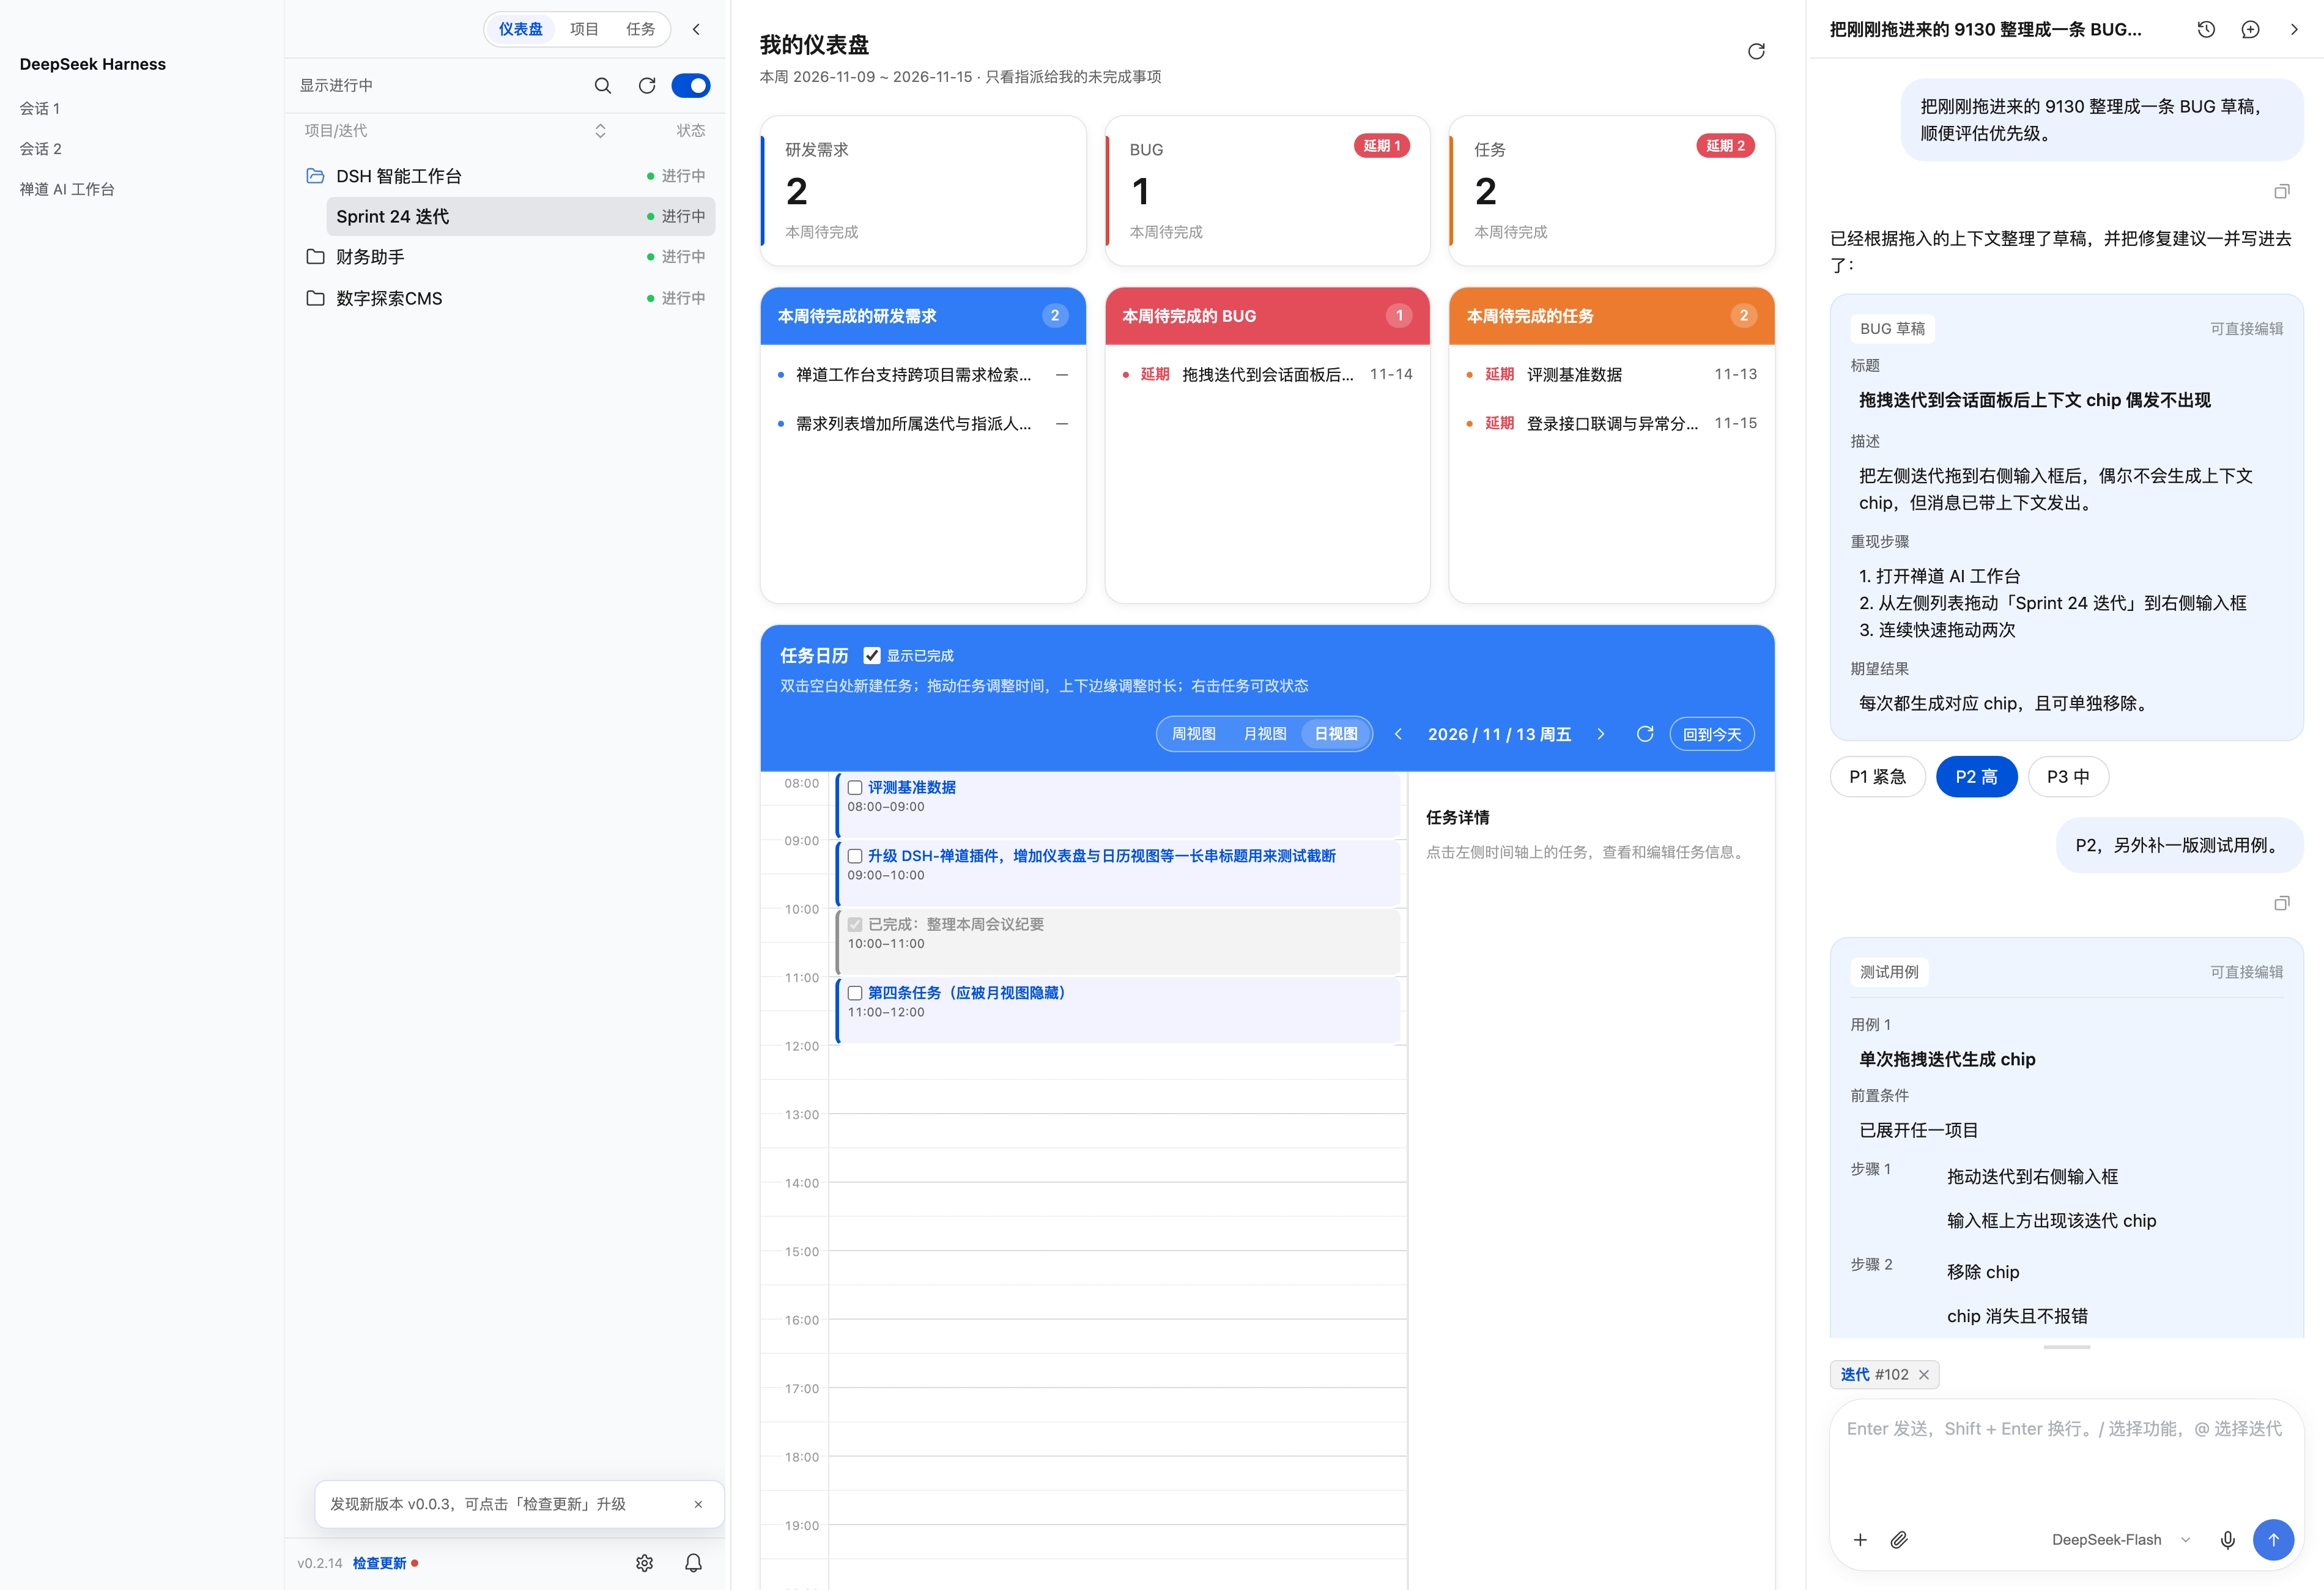 DeepSeek Harness
会话 1
会话 2
禅道 AI 工作台
仪表盘 项目 任务
显示进行中
项目/迭代 状态
DSH 智能工作台 进行中
Sprint 24 迭代 进行中
财务助手 进行中
数字探索CMS 进行中
发现新版本 v0.0.3，可点击「检查更新」升级 ×
v0.2.14 检查更新
我的仪表盘
本周 2026-11-09 ~ 2026-11-15 · 只看指派给我的未完成事项
研发需求
2
本周待完成
BUG 延期 1
1
本周待完成
任务 延期 2
2
本周待完成
本周待完成的研发需求 2
禅道工作台支持跨项目需求检索... —
需求列表增加所属迭代与指派人... —
本周待完成的 BUG 1
延期 拖拽迭代到会话面板后... 11-14
本周待完成的任务 2
延期 评测基准数据 11-13
延期 登录接口联调与异常分... 11-15
任务日历 显示已完成
双击空白处新建任务；拖动任务调整时间，上下边缘调整时长；右击任务可改状态
周视图 月视图 日视图 2026 / 11 / 13 周五 回到今天
08:00 评测基准数据
08:00–09:00
09:00 升级 DSH-禅道插件，增加仪表盘与日历视图等一长串标题用来测试截断
09:00–10:00
10:00 已完成：整理本周会议纪要
10:00–11:00
11:00 第四条任务（应被月视图隐藏）
11:00–12:00
12:00
13:00
14:00
15:00
16:00
17:00
18:00
19:00
任务详情
点击左侧时间轴上的任务，查看和编辑任务信息。
把刚刚拖进来的 9130 整理成一条 BUG...
把刚刚拖进来的 9130 整理成一条 BUG 草稿，
顺便评估优先级。
已经根据拖入的上下文整理了草稿，并把修复建议一并写进去
了：
BUG 草稿 可直接编辑
标题
拖拽迭代到会话面板后上下文 chip 偶发不出现
描述
把左侧迭代拖到右侧输入框后，偶尔不会生成上下文
chip，但消息已带上下文发出。
重现步骤
1. 打开禅道 AI 工作台
2. 从左侧列表拖动「Sprint 24 迭代」到右侧输入框
3. 连续快速拖动两次
期望结果
每次都生成对应 chip，且可单独移除。
P1 紧急 P2 高 P3 中
P2，另外补一版测试用例。
测试用例 可直接编辑
用例 1
单次拖拽迭代生成 chip
前置条件
已展开任一项目
步骤 1 拖动迭代到右侧输入框
输入框上方出现该迭代 chip
步骤 2 移除 chip
chip 消失且不报错
迭代 #102 ×
Enter 发送，Shift + Enter 换行。/ 选择功能，@ 选择迭代
DeepSeek-Flash